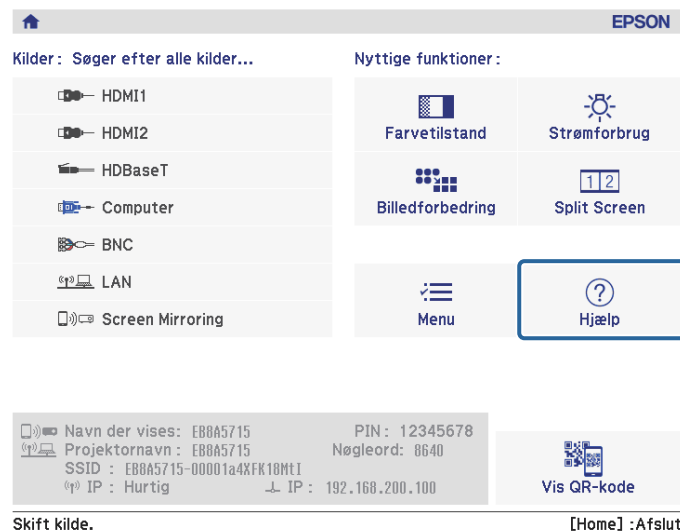 EPSON
Kilder: Søger efter alle kilder...
HDMI1
HDMI2
HDBaseT
Computer
BNC
LAN
Screen Mirroring
Nyttige funktioner:
Farvetilstand
Strømforbrug
Billedforbedring
1 2
Split Screen
Menu
?
Hjælp
Navn der vises: EB8A5715
PIN: 12345678
Projektornavn: EB8A5715
Nøgleord: 8640
SSID : EB8A5715-00001a4XFK18MtI
IP : Hurtig
IP : 192.168.200.100
Vis QR-kode
Skift kilde.
[Home] :Afslut